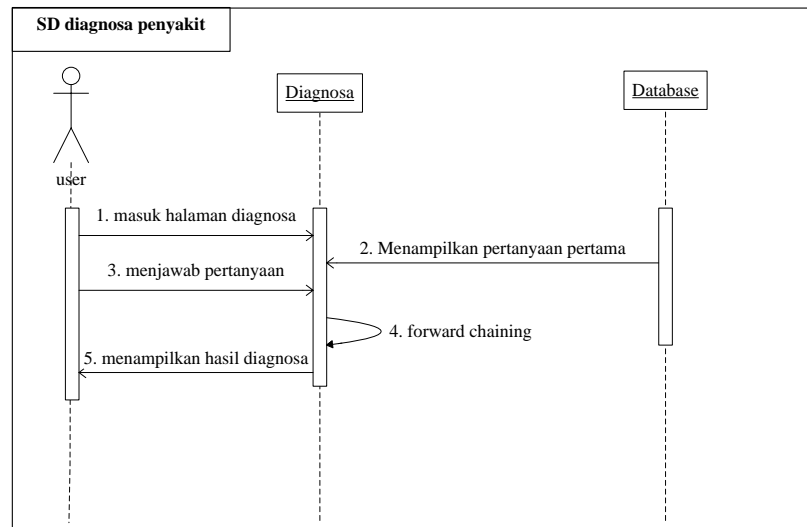 SD diagnosa penyakit
Diagnosa
Database
user
1. masuk halaman diagnosa
2. Menampilkan pertanyaan pertama
3. menjawab pertanyaan
4. forward chaining
5. menampilkan hasil diagnosa